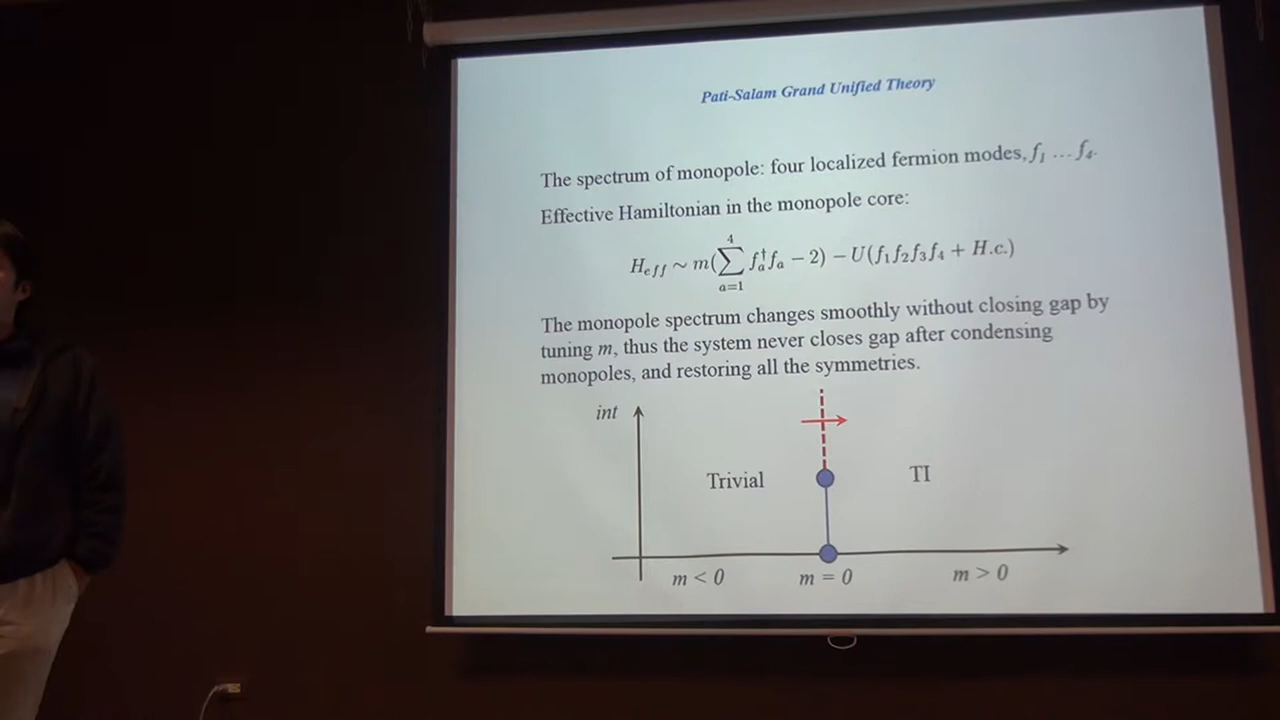 Pati-Salam Grand Unified Theory
The spectrum of monopole: four localized fermion modes, f₁ … f₄.
Effective Hamiltonian in the monopole core:
H_eff ~ m(∑_{a=1}^{4} f_a^† f_a − 2) − U(f₁f₂f₃f₄ + H.c.)
The monopole spectrum changes smoothly without closing gap by
tuning m, thus the system never closes gap after condensing
monopoles, and restoring all the symmetries.
int
Trivial
TI
m < 0
m = 0
m > 0